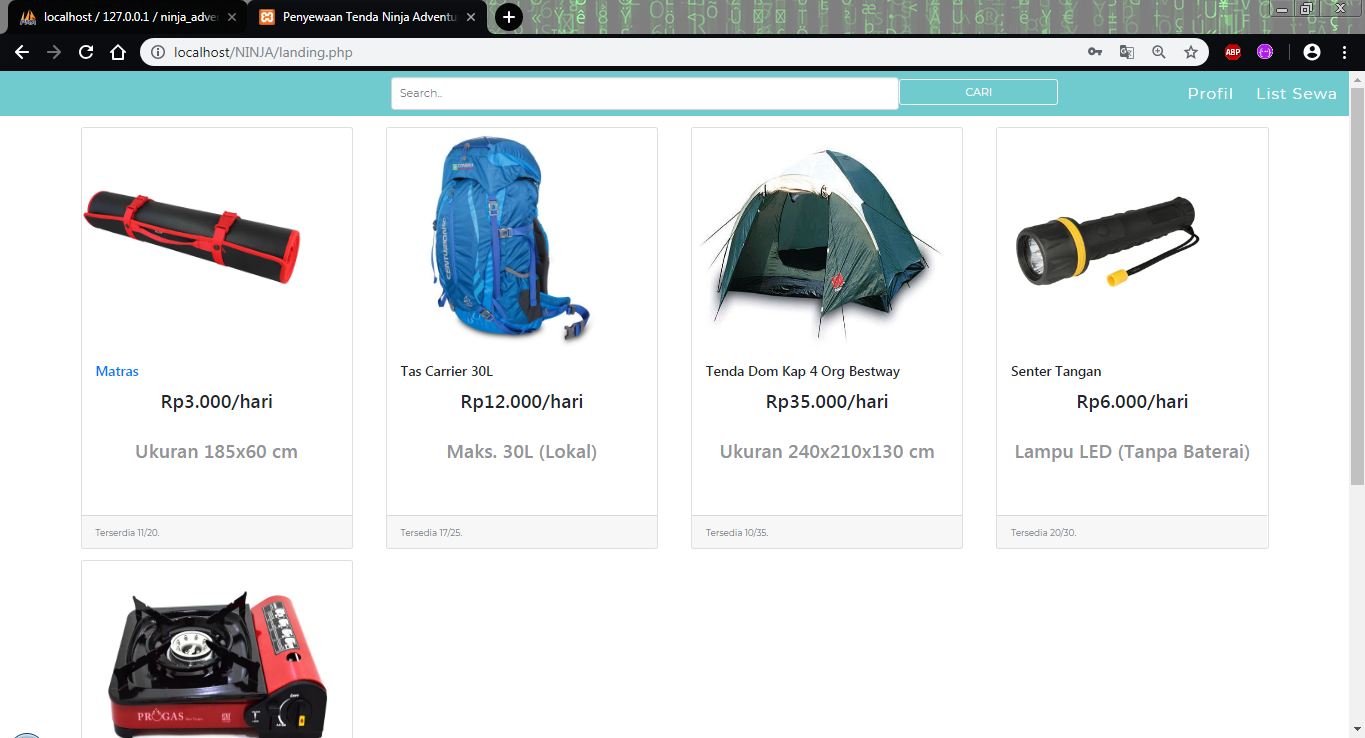 localhost / 127.0.0.1 / ninja_adve
Penyewaan Tenda Ninja Adventu
localhost/NINJA/landing.php
ABP
Search..
CARI
Profil
List Sewa
Matras
Rp3.000/hari
Ukuran 185x60 cm
Terserdia 11/20.
Tas Carrier 30L
Rp12.000/hari
Maks. 30L (Lokal)
Tersedia 17/25.
Tenda Dom Kap 4 Org Bestway
Rp35.000/hari
Ukuran 240x210x130 cm
Tersedia 10/35.
Senter Tangan
Rp6.000/hari
Lampu LED (Tanpa Baterai)
Tersedia 20/30.
PROGAS